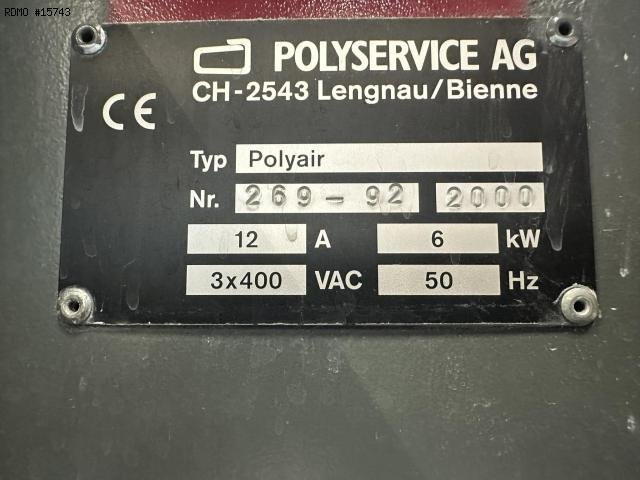 RDMO #15743
POLYSERVICE AG
CH-2543 Lengnau/Bienne
CE
Typ Polyair
Nr. 269-92 2000
12 A 6 kW
3x400 VAC 50 Hz